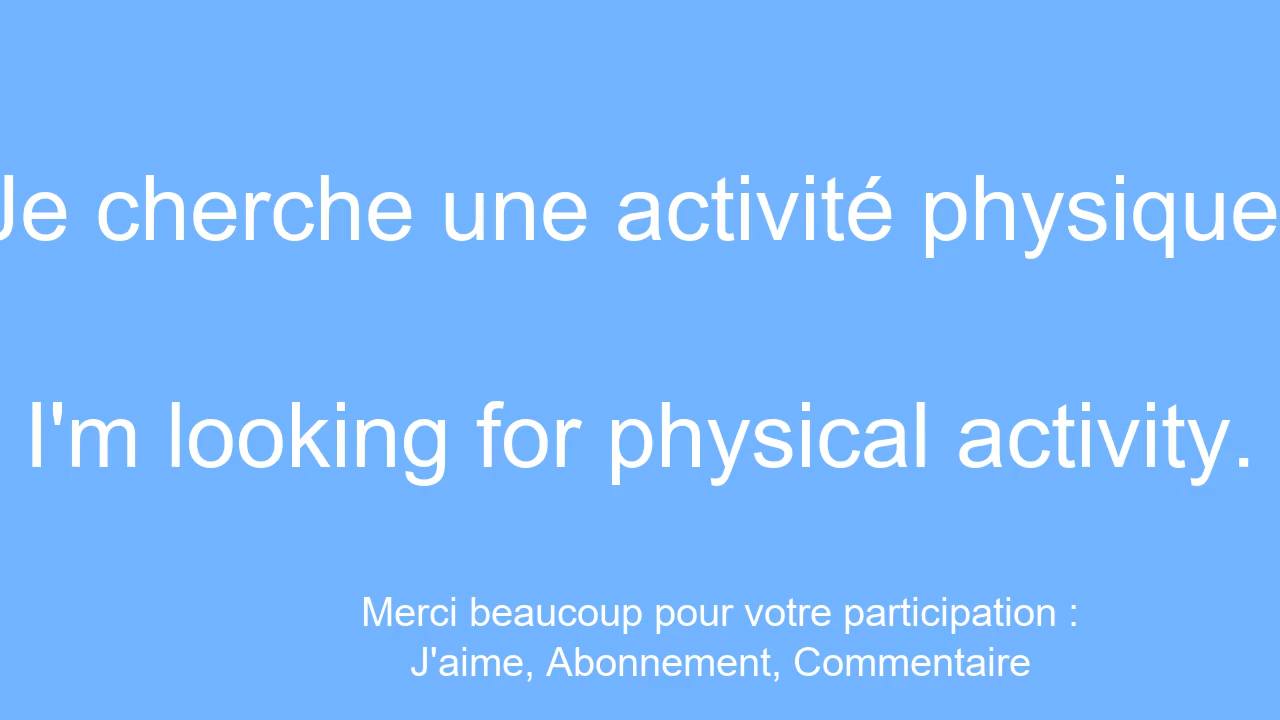 Je cherche une activité physique
I'm looking for physical activity.
Merci beaucoup pour votre participation :
J'aime, Abonnement, Commentaire